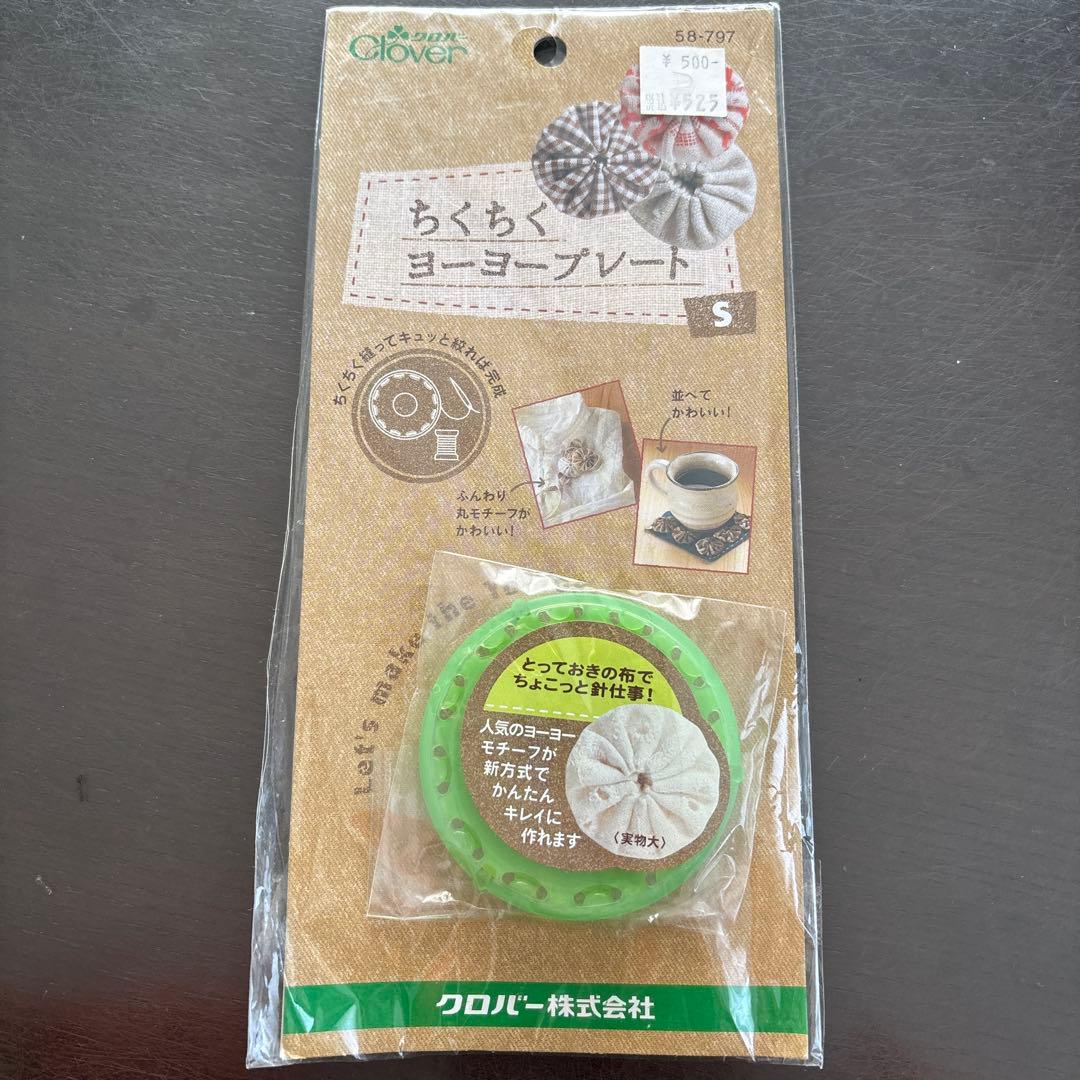 クロバー
Clover
58-797
¥ 500-
税込 ¥525
ちくちく
ヨーヨープレート
S
ちくちく縫ってキュッと絞れば完成
並べて
かわいい！
ふんわり
丸モチーフが
かわいい！
Let's make the
とっておきの布で
ちょこっと針仕事！
人気のヨーヨー
モチーフが
新方式で
かんたん
キレイに
作れます
〈実物大〉
クロバー株式会社